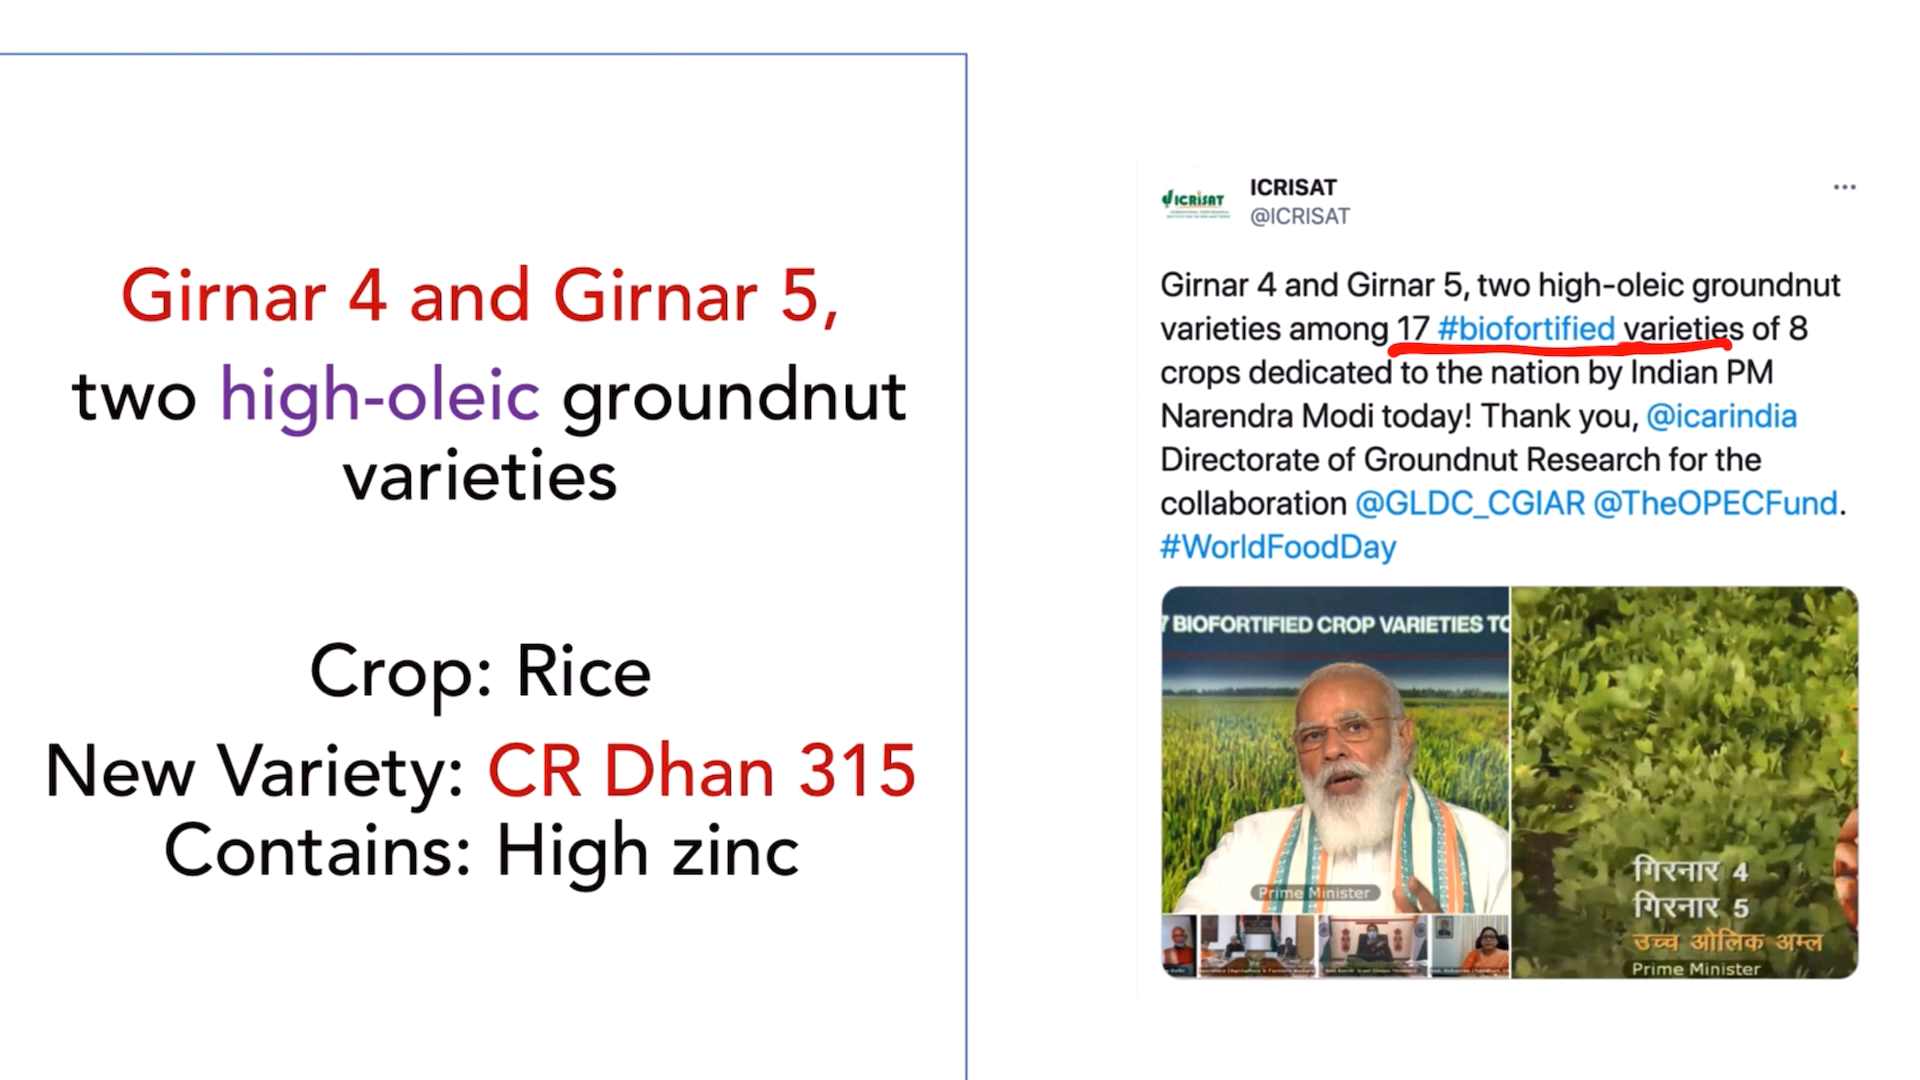 Girnar 4 and Girnar 5,
two high-oleic groundnut
varieties
Crop: Rice
New Variety: CR Dhan 315
Contains: High zinc
ICRISAT
ICRISAT
@ICRISAT
Girnar 4 and Girnar 5, two high-oleic groundnut
varieties among 17 #biofortified varieties of 8
crops dedicated to the nation by Indian PM
Narendra Modi today! Thank you, @icarindia
Directorate of Groundnut Research for the
collaboration @GLDC_CGIAR @TheOPECFund.
#WorldFoodDay
7 BIOFORTIFIED CROP VARIETIES TO
Prime Minister
गिरनार 4
गिरनार 5
उच्च ओलिक अम्ल
Prime Minister